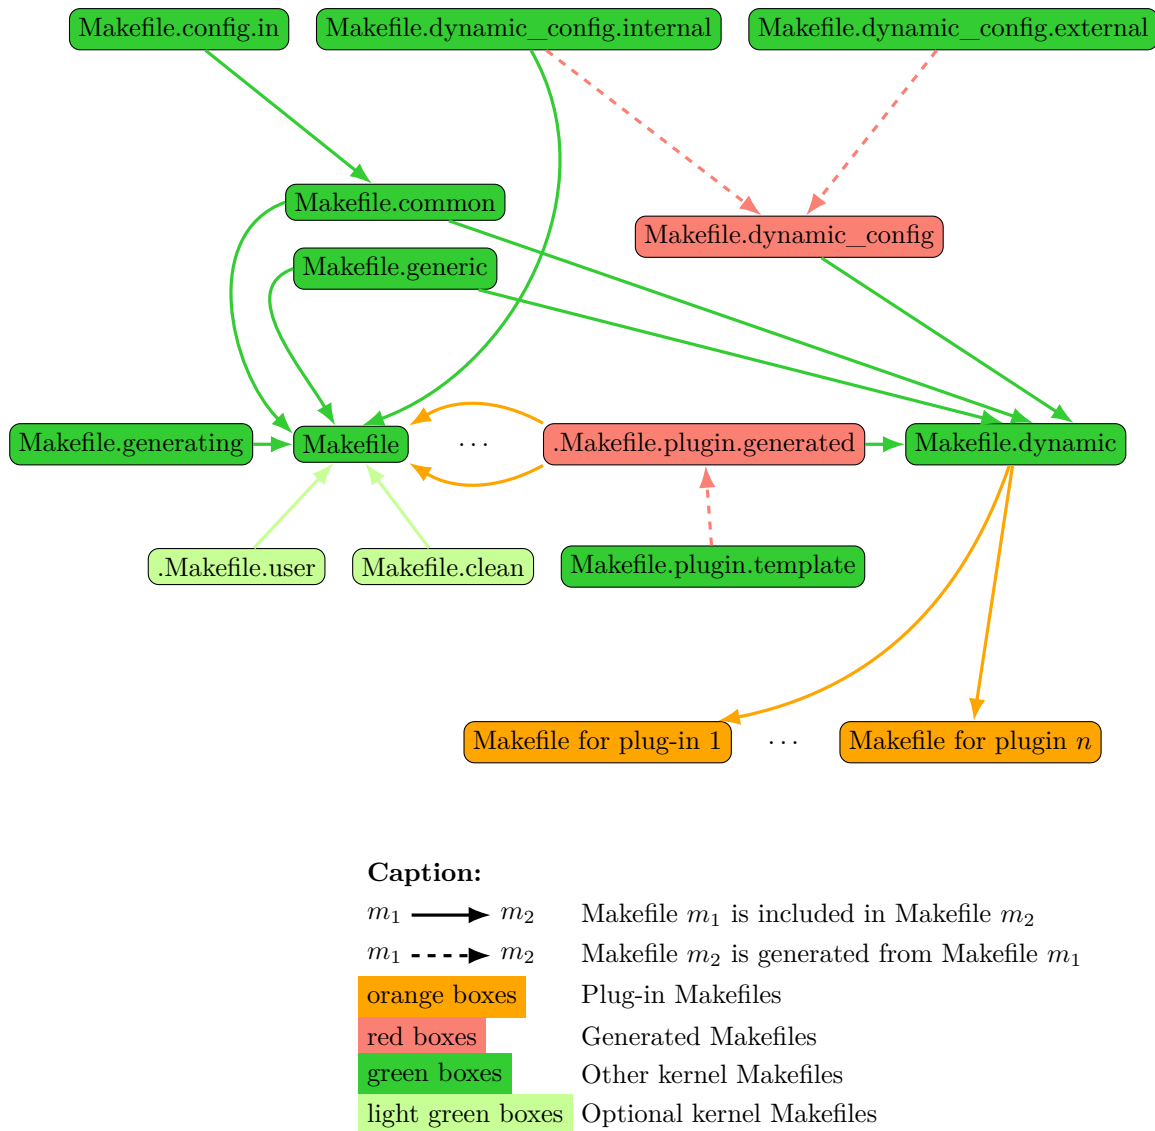 Makefile.config.in
Makefile.dynamic_config.internal
Makefile.dynamic_config.external
Makefile.common
Makefile.dynamic_config
Makefile.generic
Makefile.generating
Makefile
...
.Makefile.plugin.generated
Makefile.dynamic
.Makefile.user
Makefile.clean
Makefile.plugin.template
Makefile for plug-in 1
...
Makefile for plugin n
Caption:
m1 m2 Makefile m1 is included in Makefile m2
m1 m2 Makefile m2 is generated from Makefile m1
orange boxes Plug-in Makefiles
red boxes Generated Makefiles
green boxes Other kernel Makefiles
light green boxes Optional kernel Makefiles